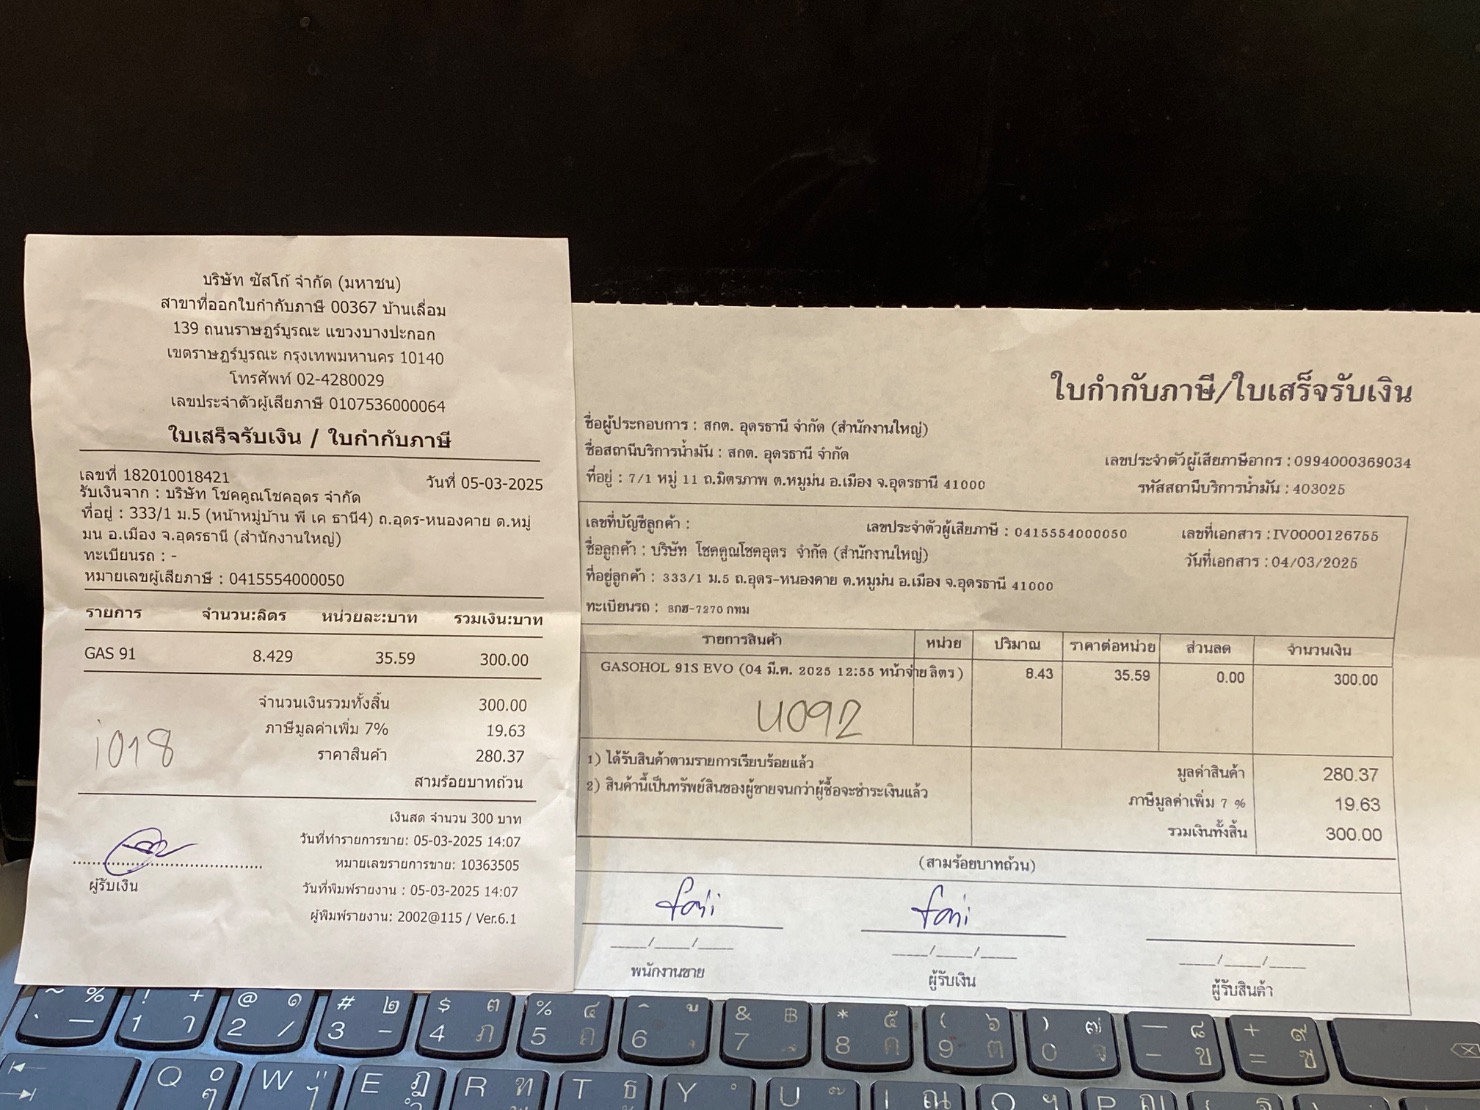 บริษัท ซัสโก้ จำกัด (มหาชน)
สาขาที่ออกใบกำกับภาษี 00367 บ้านเลื่อม
139 ถนนราษฎร์บูรณะ แขวงบางปะกอก
เขตราษฎร์บูรณะ กรุงเทพมหานคร 10140
โทรศัพท์ 02-4280029
เลขประจำตัวผู้เสียภาษี 0107536000064
ใบเสร็จรับเงิน / ใบกำกับภาษี
เลขที่ 182010018421 วันที่ 05-03-2025
รับเงินจาก : บริษัท โชคคูณโชคอุดร จำกัด
ที่อยู่ : 333/1 ม.5 (หน้าหมู่บ้าน พี เค ธานี4) ถ.อุดร-หนองคาย ต.หมู
มน อ.เมือง จ.อุดรธานี (สำนักงานใหญ่)
ทะเบียนรถ : -
หมายเลขผู้เสียภาษี : 0415554000050
รายการ จำนวน:ลิตร หน่วยละ:บาท รวมเงิน:บาท
GAS 91 8.429 35.59 300.00
จำนวนเงินรวมทั้งสิ้น 300.00
ภาษีมูลค่าเพิ่ม 7% 19.63
ราคาสินค้า 280.37
i018
สามร้อยบาทถ้วน
เงินสด จำนวน 300 บาท
วันที่ทำรายการขาย: 05-03-2025 14:07
หมายเลขรายการขาย: 10363505
ผู้รับเงิน
วันที่พิมพ์รายงาน : 05-03-2025 14:07
ผู้พิมพ์รายงาน: 2002@115 / Ver.6.1
ใบกำกับภาษี/ใบเสร็จรับเงิน
ชื่อผู้ประกอบการ : สกต. อุดรธานี จำกัด (สำนักงานใหญ่)
ชื่อสถานีบริการน้ำมัน : สกต. อุดรธานี จำกัด
เลขประจำตัวผู้เสียภาษีอากร : 0994000369034
ที่อยู่ : 7/1 หมู่ 11 ถ.มิตรภาพ ต.หมูม่น อ.เมือง จ.อุดรธานี 41000
รหัสสถานีบริการน้ำมัน : 403025
เลขที่บัญชีลูกค้า : เลขประจำตัวผู้เสียภาษี : 0415554000050 เลขที่เอกสาร : IV0000126755
ชื่อลูกค้า : บริษัท โชคคูณโชคอุดร จำกัด (สำนักงานใหญ่) วันที่เอกสาร : 04/03/2025
ที่อยู่ลูกค้า : 333/1 ม.5 ถ.อุดร-หนองคาย ต.หมูม่น อ.เมือง จ.อุดรธานี 41000
ทะเบียนรถ : 8กฮ-7270 กทม
รายการสินค้า หน่วย ปริมาณ ราคาต่อหน่วย ส่วนลด จำนวนเงิน
GASOHOL 91S EVO (04 มี.ค. 2025 12:55 หน้าจ่าย ลิตร ) 8.43 35.59 0.00 300.00
U092
1) ได้รับสินค้าตามรายการเรียบร้อยแล้ว
2) สินค้านี้เป็นทรัพย์สินของผู้ขายจนกว่าผู้ซื้อจะชำระเงินแล้ว
มูลค่าสินค้า 280.37
ภาษีมูลค่าเพิ่ม 7 % 19.63
รวมเงินทั้งสิ้น 300.00
(สามร้อยบาทถ้วน)
___/___/___ ___/___/___ ___/___/___
พนักงานขาย ผู้รับเงิน ผู้รับสินค้า
~ % ! + @ ๑ # ๒ $ ๓ % ๔ & ฿ * ๕ ( ๖ ) ๗ — ๘ + ๙
1 2 / 3 - 4 ภ 5 ถ 6 7 8 ค 9 ต 0 จ - ข = ช
Q ๐ W E ฎ R ฑ T ธ Y U I ณ O ฯ P ญ